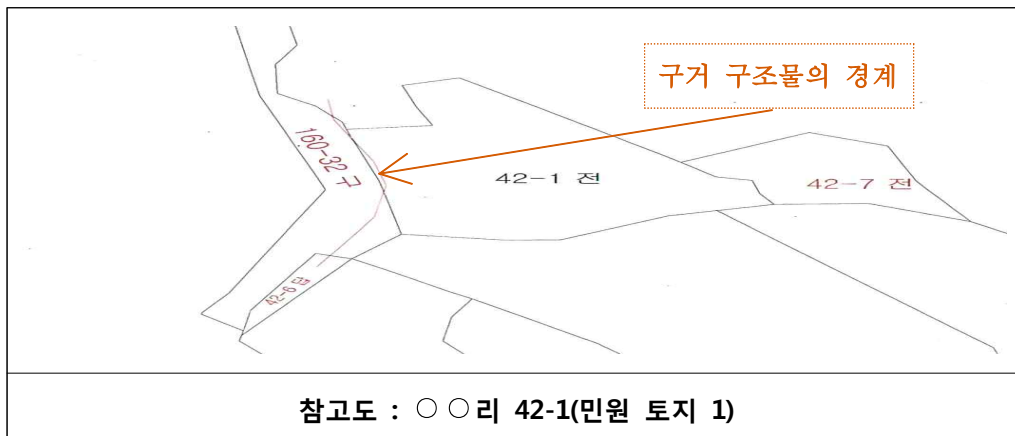 구거 구조물의 경계
160-32 구
42-1 전
42-7 전
42-6 답
참고도 : ○○리 42-1(민원 토지 1)